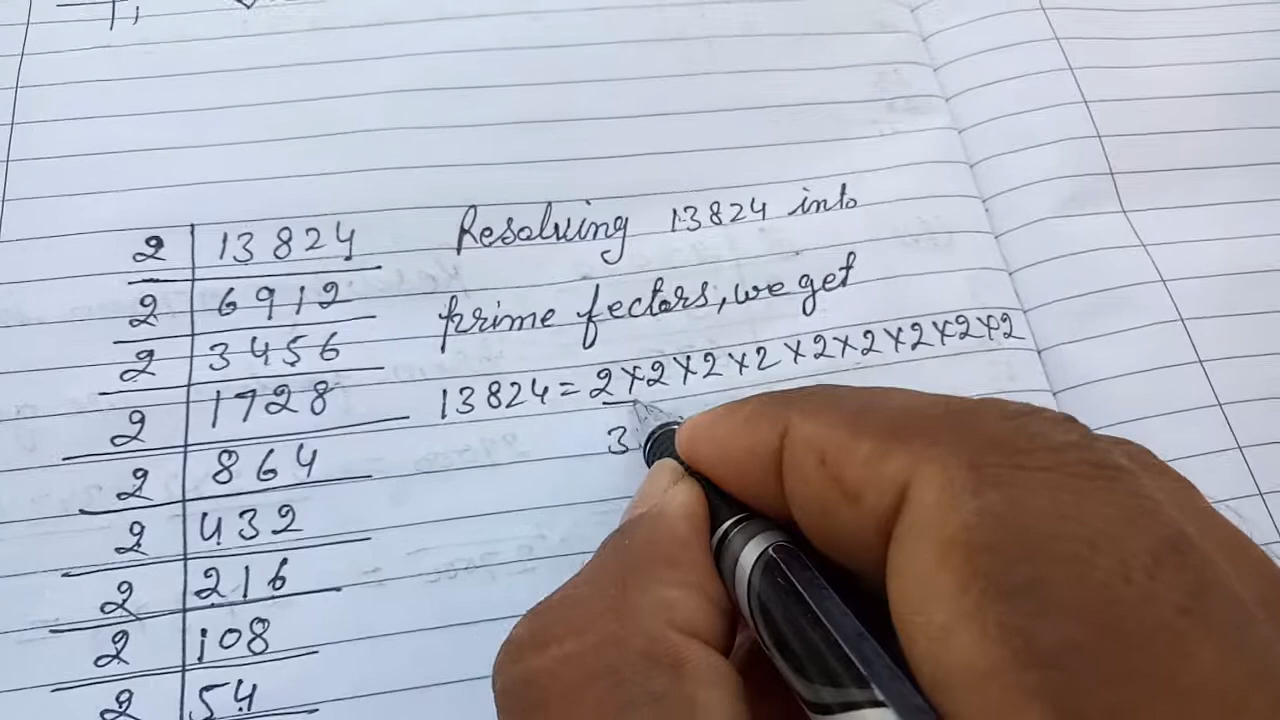 2 | 13824
2 | 6912
2 | 3456
2 | 1728
2 | 864
2 | 432
2 | 216
2 | 108
2 | 54
Resolving 13824 into
prime fectors, we get
13824 = 2×2×2×2×2×2×2×2×2
3